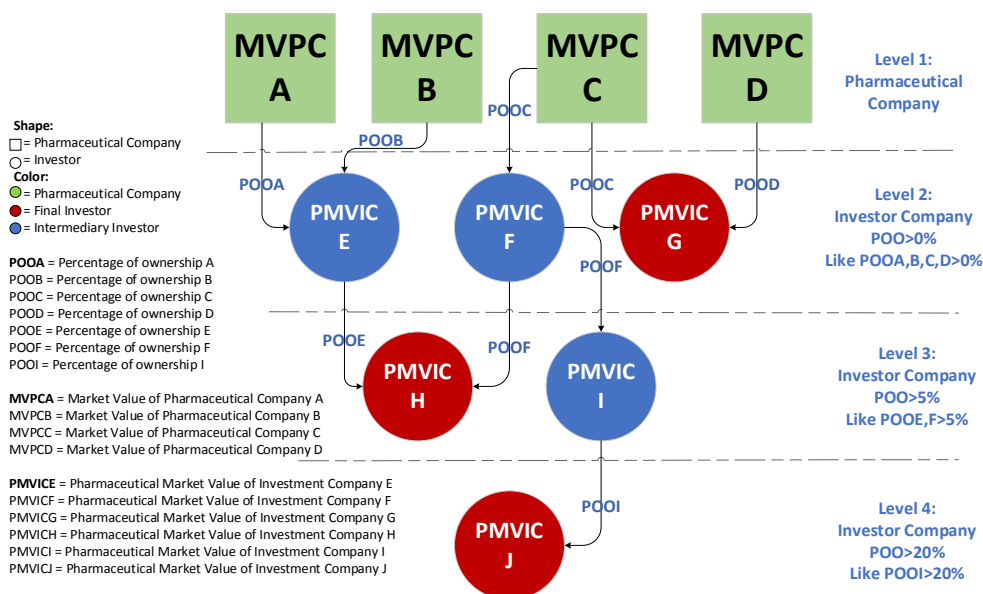 MVPC
A
MVPC
B
MVPC
C
MVPC
D
Level 1:
Pharmaceutical
Company
POOC
POOB
Shape:
= Pharmaceutical Company
= Investor
Color:
= Pharmaceutical Company
= Final Investor
= Intermediary Investor
POOA
POOC
POOD
PMVIC
E
PMVIC
F
PMVIC
G
Level 2:
Investor Company
POO>0%
Like POOA,B,C,D>0%
POOF
POOA = Percentage of ownership A
POOB = Percentage of ownership B
POOC = Percentage of ownership C
POOD = Percentage of ownership D
POOE = Percentage of ownership E
POOF = Percentage of ownership F
POOI = Percentage of ownership I
POOE
POOF
PMVIC
H
PMVIC
I
Level 3:
Investor Company
POO>5%
Like POOE,F>5%
MVPCA = Market Value of Pharmaceutical Company A
MVPCB = Market Value of Pharmaceutical Company B
MVPCC = Market Value of Pharmaceutical Company C
MVPCD = Market Value of Pharmaceutical Company D
PMVICE = Pharmaceutical Market Value of Investment Company E
PMVICF = Pharmaceutical Market Value of Investment Company F
PMVICG = Pharmaceutical Market Value of Investment Company G
PMVICH = Pharmaceutical Market Value of Investment Company H
PMVICI = Pharmaceutical Market Value of Investment Company I
PMVICJ = Pharmaceutical Market Value of Investment Company J
POOI
PMVIC
J
Level 4:
Investor Company
POO>20%
Like POOI>20%